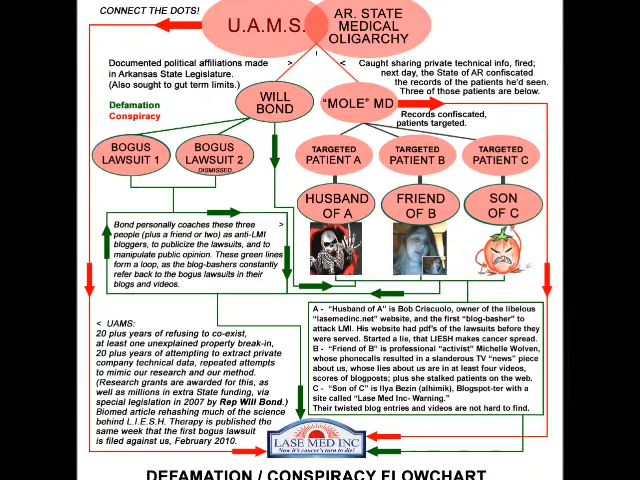 CONNECT THE DOTS!
U.A.M.S.
AR. STATE
MEDICAL
OLIGARCHY
Documented political affiliations made
in Arkansas State Legislature.
(Also sought to gut term limits.)
>
<
Caught sharing private technical info, fired;
next day, the State of AR confiscated
the records of the patients he'd seen.
Three of those patients are below.
Defamation
Conspiracy
WILL
BOND
"MOLE" MD
Records confiscated,
patients targeted.
BOGUS
LAWSUIT 1
BOGUS
LAWSUIT 2
DISMISSED
TARGETED
PATIENT A
TARGETED
PATIENT B
TARGETED
PATIENT C
HUSBAND
OF A
FRIEND
OF B
SON
OF C
Bond personally coaches these three >
people (plus a friend or two) as anti-LMI
bloggers, to publicize the lawsuits, and to
manipulate public opinion. These green lines
form a loop, as the blog-bashers constantly
refer back to the bogus lawsuits in their
blogs and videos.
< UAMS:
20 plus years of refusing to co-exist,
at least one unexplained property break-in,
20 plus years of attempting to extract private
company technical data, repeated attempts
to mimic our research and our method.
(Research grants are awarded for this, as
well as millions in extra State funding, via
special legislation in 2007 by Rep Will Bond.)
Biomed article rehashing much of the science
behind L.I.E.S.H. Therapy is published the
same week that the first bogus lawsuit
is filed against us, February 2010.
A - "Husband of A" is Bob Criscuolo, owner of the libelous
"lasemedinc.net" website, and the first "blog-basher" to
attack LMI. His website had pdf's of the lawsuits before they
were served. Started a lie, that LIESH makes cancer spread.
B - "Friend of B" is professional "activist" Michelle Wolven,
whose phonecalls resulted in a slanderous TV "news" piece
about us, whose lies about us are in at least four videos,
scores of blogposts; plus she stalked patients on the web.
C - "Son of C" is Ilya Bezin (alhimik), Blogspot-ter with a
site called "Lase Med Inc- Warning."
Their twisted blog entries and videos are not hard to find.
LASE MED INC
Now it's cancer's turn to die!
DEFAMATION / CONSPIRACY FLOWCHART